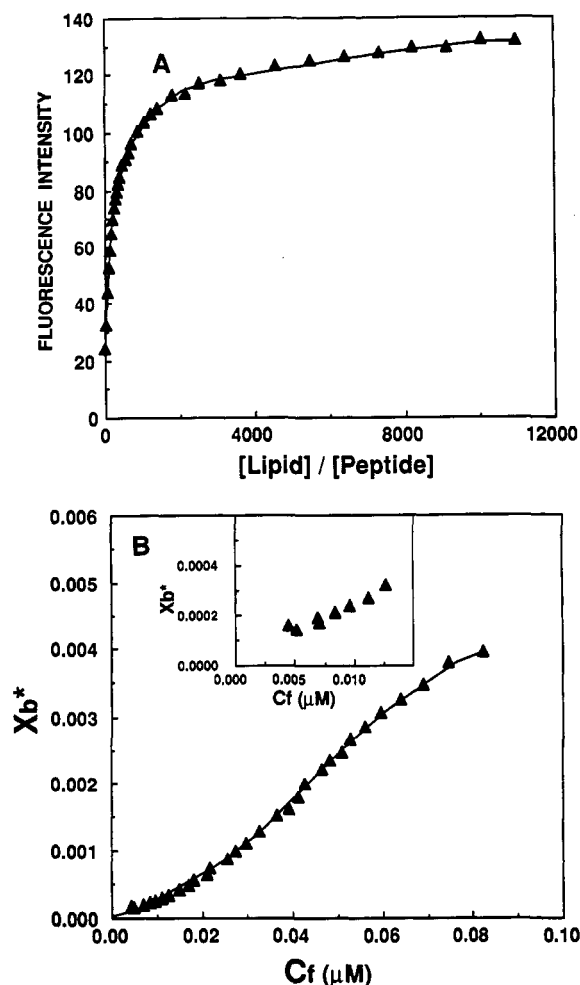 140
A
120
100
80
60
40
20
0
FLUORESCENCE INTENSITY
0 4000 8000 12000
[Lipid] / [Peptide]
0.006
B
0.005
0.004
0.003
0.002
0.001
0.000
Xb*
0.0004
0.0002
0.0000
Xb*
0.000 0.005 0.010
Cf (μM)
0.00 0.02 0.04 0.06 0.08 0.10
Cf (μM)